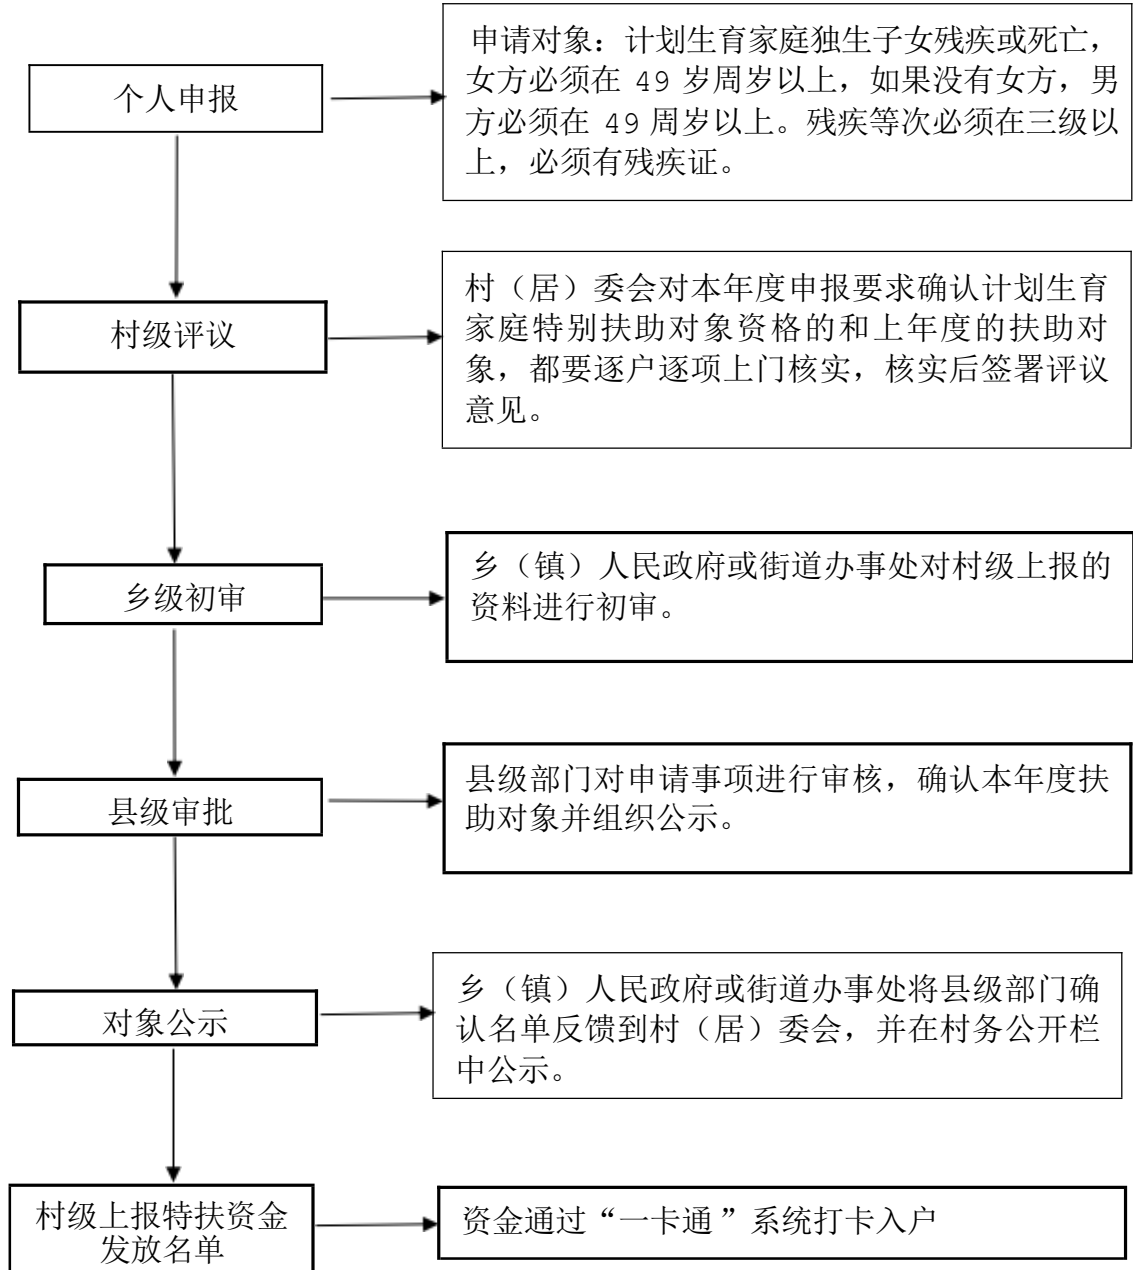 个人申报
申请对象：计划生育家庭独生子女残疾或死亡，
女方必须在 49 岁周岁以上，如果没有女方，男
方必须在 49 周岁以上。残疾等次必须在三级以
上，必须有残疾证。
村级评议
村（居）委会对本年度申报要求确认计划生育
家庭特别扶助对象资格的和上年度的扶助对
象，都要逐户逐项上门核实，核实后签署评议
意见。
乡级初审
乡（镇）人民政府或街道办事处对村级上报的
资料进行初审。
县级审批
县级部门对申请事项进行审核，确认本年度扶
助对象并组织公示。
对象公示
乡（镇）人民政府或街道办事处将县级部门确
认名单反馈到村（居）委会，并在村务公开栏
中公示。
村级上报特扶资金
发放名单
资金通过“一卡通 ”系统打卡入户